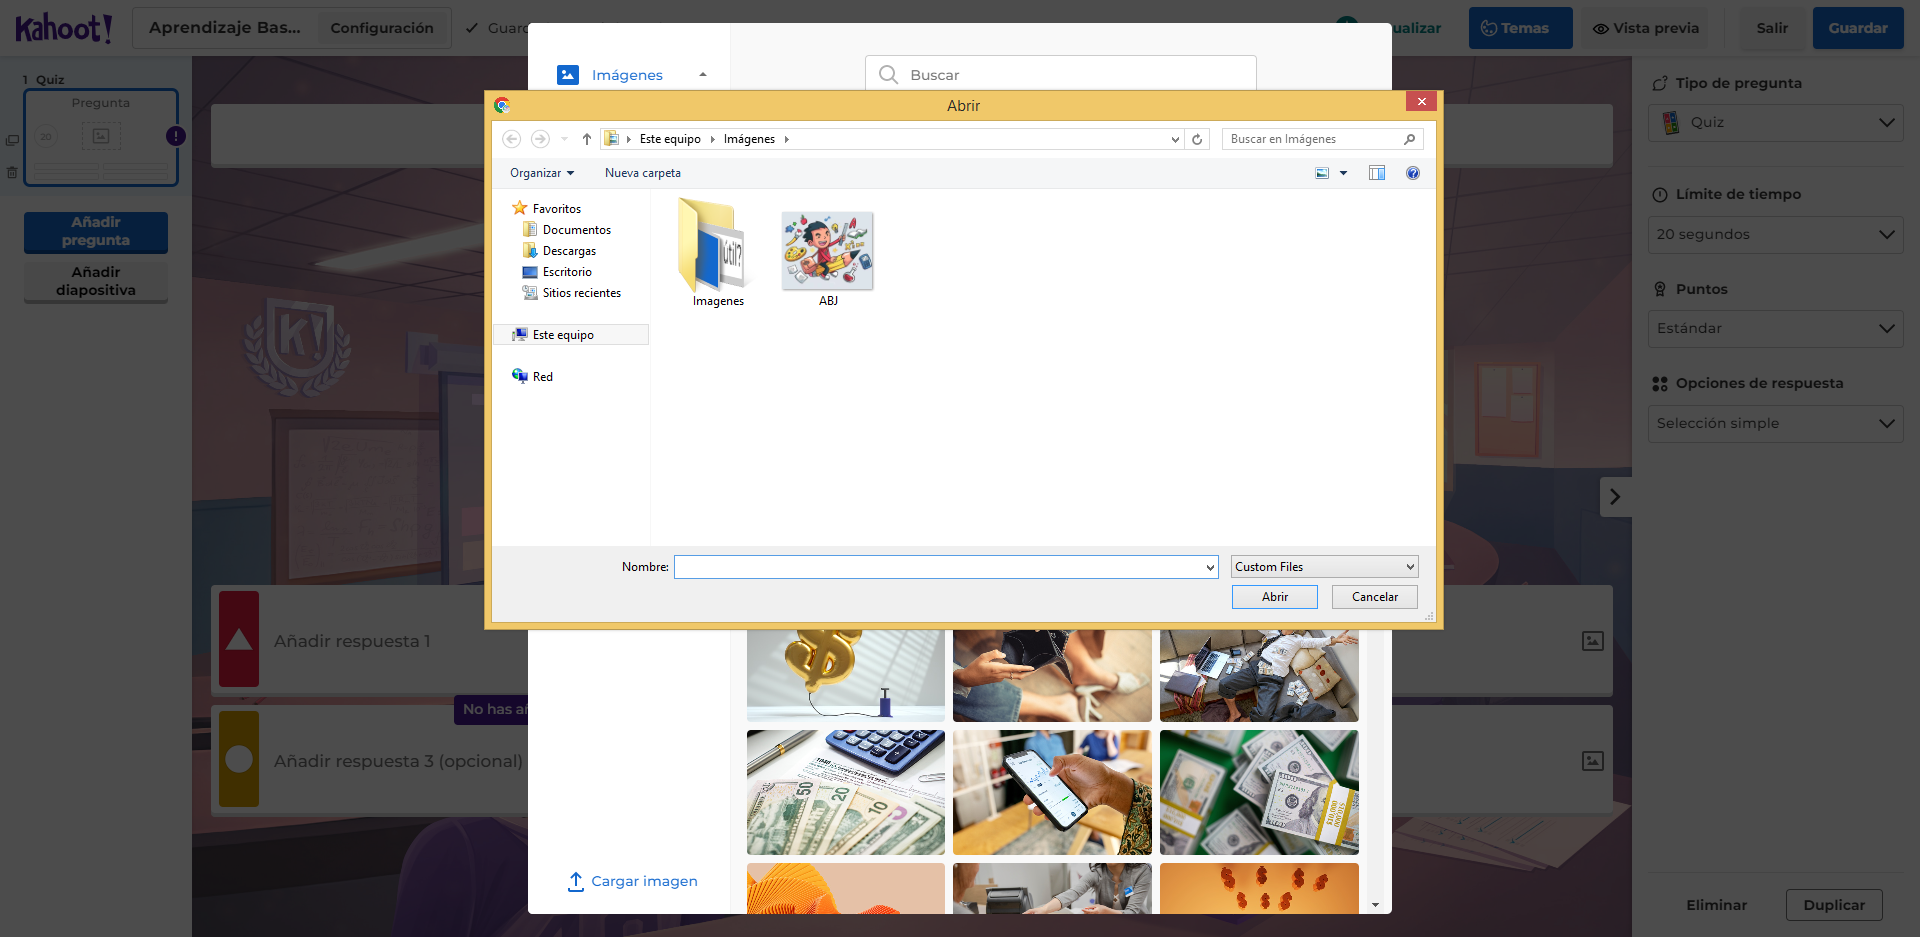 Kahoot!
Aprendizaje Bas...
Configuración
Guar
ualizar
Temas
Vista previa
Salir
Guardar
1 Quiz
Pregunta
20
Añadir
pregunta
Añadir
diapositiva
Imágenes
Buscar
Abrir
Este equipo
Imágenes
Buscar en Imágenes
Organizar
Nueva carpeta
Favoritos
Documentos
Descargas
Escritorio
Sitios recientes
Este equipo
Red
útil?
Imagenes
ABJ
Nombre:
Custom Files
Abrir
Cancelar
K!
Añadir respuesta 1
No has añ
Añadir respuesta 3 (opcional)
Cargar imagen
Tipo de pregunta
Quiz
Límite de tiempo
20 segundos
Puntos
Estándar
Opciones de respuesta
Selección simple
Eliminar
Duplicar